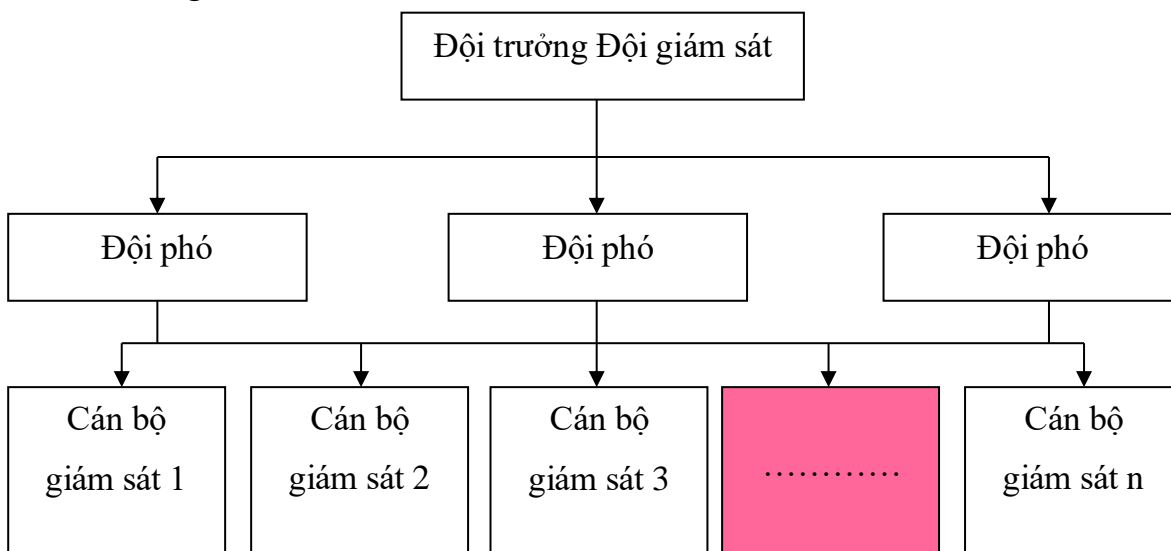 Đội trưởng Đội giám sát
Đội phó
Đội phó
Đội phó
Cán bộ
giám sát 1
Cán bộ
giám sát 2
Cán bộ
giám sát 3
…………
Cán bộ
giám sát n